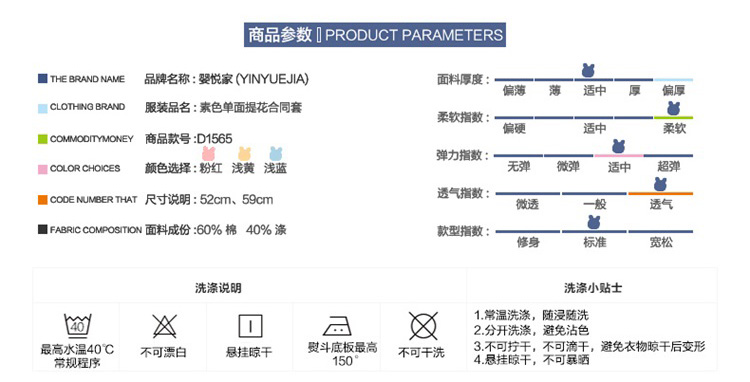 商品参数 PRODUCT PARAMETERS
THE BRAND NAME 品牌名称: 婴悦家 (YINYUEJIA)
CLOTHING BRAND 服装品名: 素色单面提花合同套
COMMODITYMONEY 商品款号:D1565
COLOR CHOICES 颜色选择: 粉红 浅黄 浅蓝
CODE NUMBER THAT 尺寸说明: 52cm、59cm
FABRIC COMPOSITION 面料成份:60% 棉 40% 涤
面料厚度:
偏薄 薄 适中 厚 偏厚
柔软指数:
偏硬 适中 柔软
弹力指数:
无弹 微弹 适中 超弹
透气指数:
微透 一般 透气
款型指数:
修身 标准 宽松
洗涤说明
40
最高水温40℃
常规程序
不可漂白
悬挂晾干
熨斗底板最高
150°
不可干洗
洗涤小贴士
1.常温洗涤，随浸随洗
2.分开洗涤，避免沾色
3.不可拧干，不可滴干，避免衣物晾干后变形
4.悬挂晾干，不可暴晒